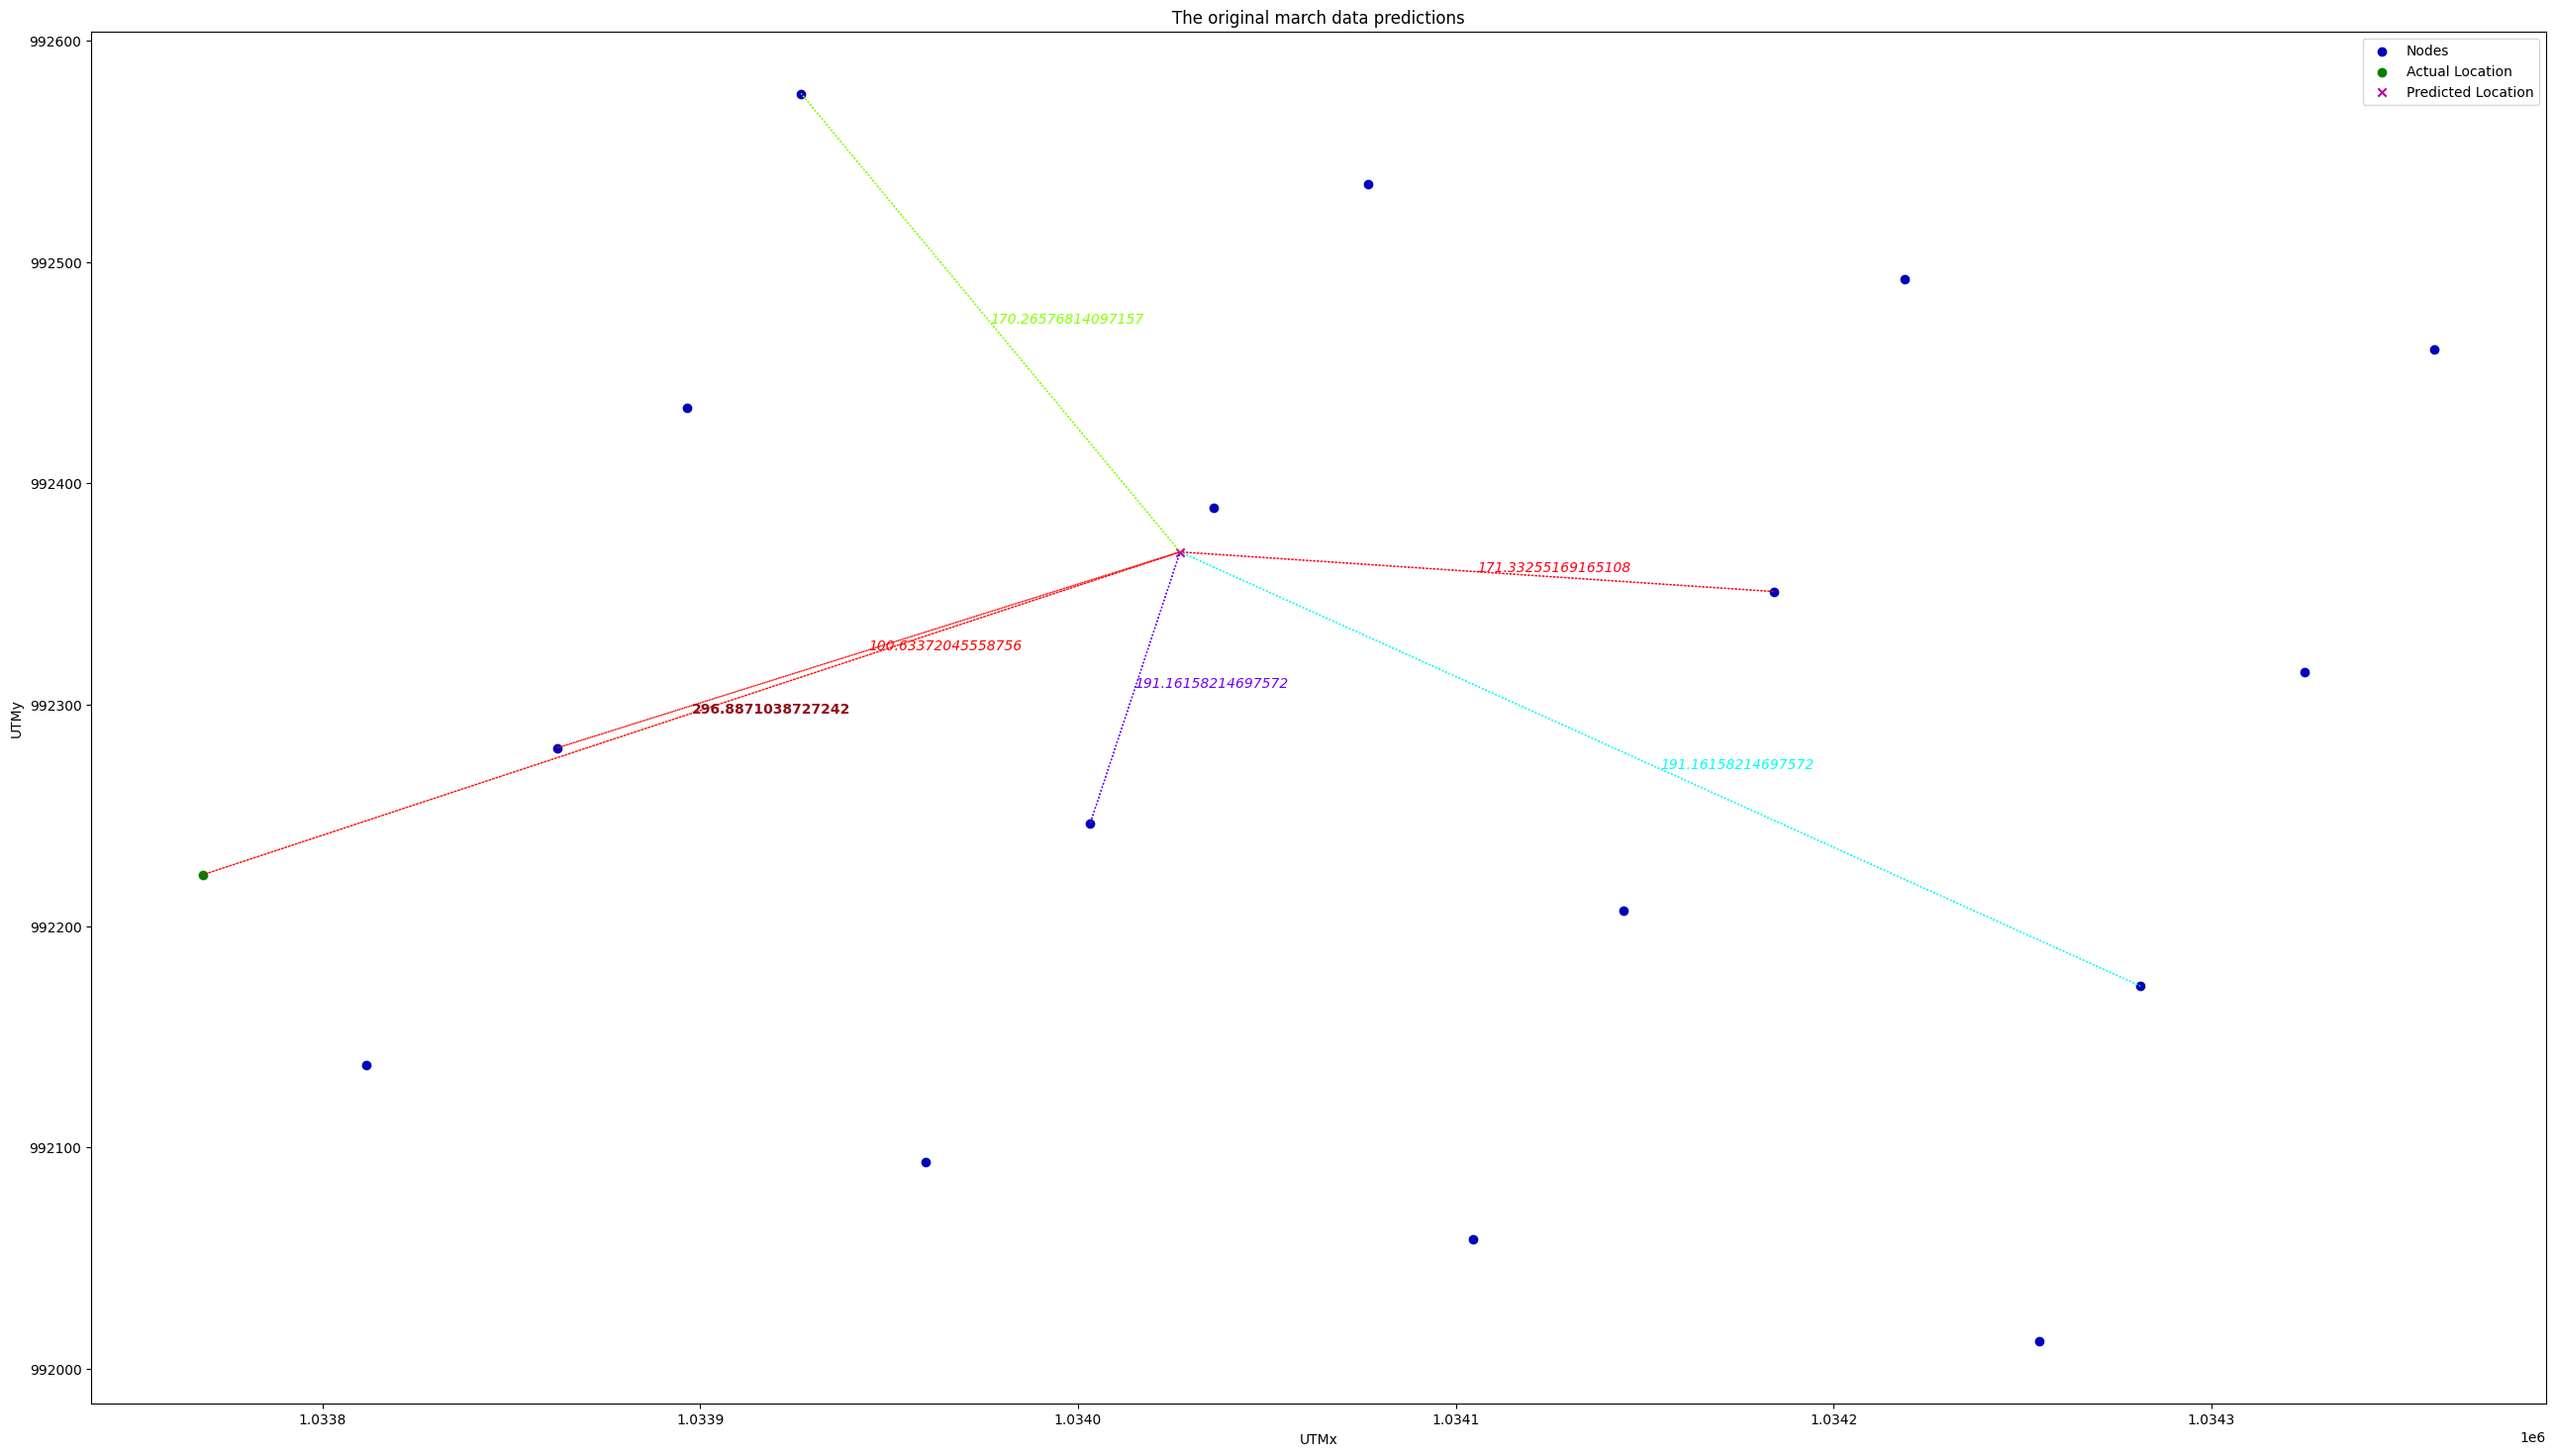 The original march data predictions
992600
Nodes
Actual Location
Predicted Location
992500
170.26576814097157
992400
171.33255169165108
100.63372045558756
191.16158214697572
992300
296.8871038727242
UTMy
191.16158214697572
992200
992100
992000
1.0338
1.0339
1.0340
1.0341
1.0342
1.0343
UTMx
1e6